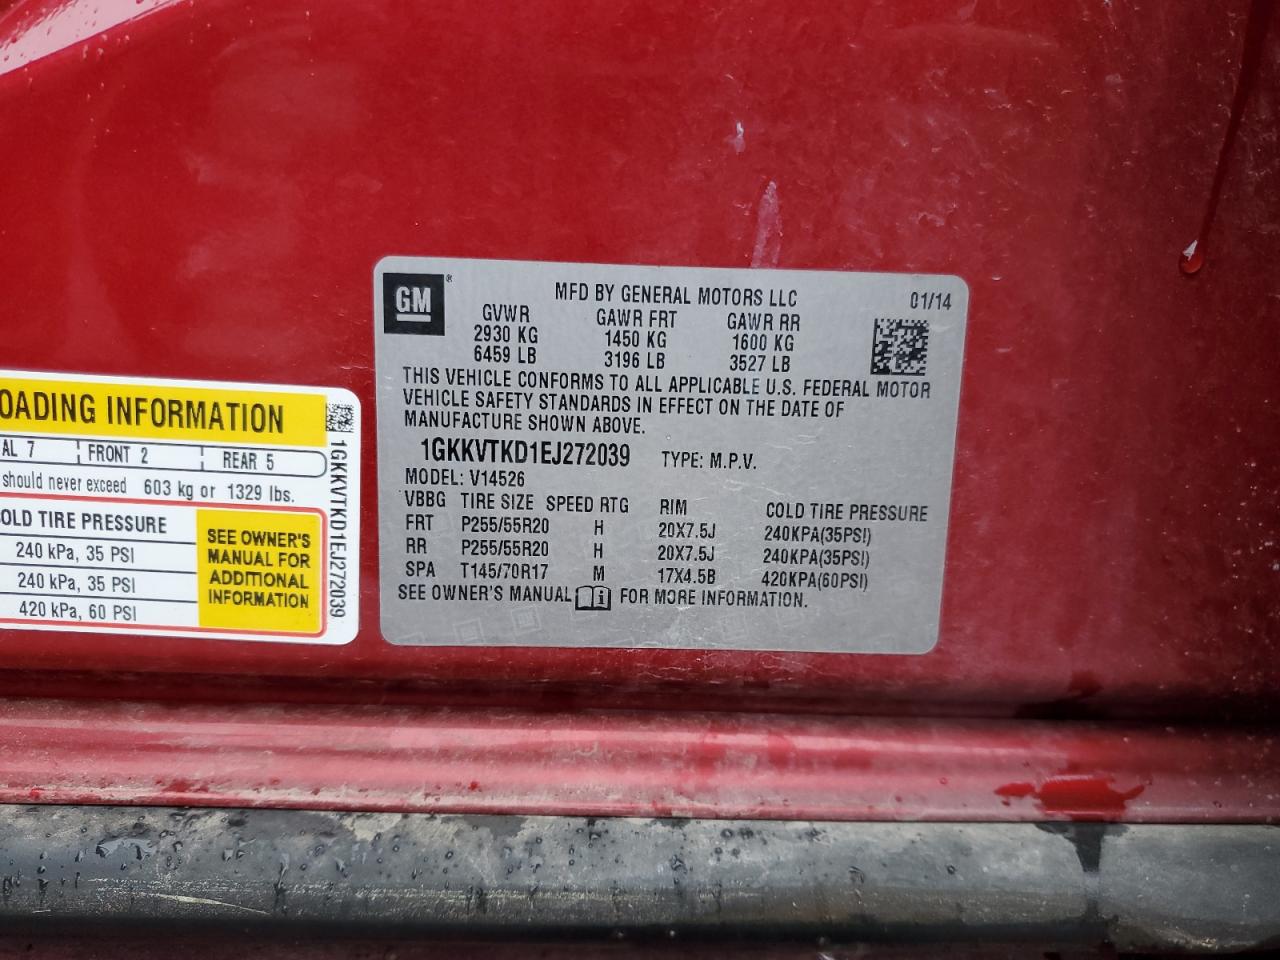 GM ®
MFD BY GENERAL MOTORS LLC 01/14
GVWR GAWR FRT GAWR RR
2930 KG 1450 KG 1600 KG
6459 LB 3196 LB 3527 LB
THIS VEHICLE CONFORMS TO ALL APPLICABLE U.S. FEDERAL MOTOR
VEHICLE SAFETY STANDARDS IN EFFECT ON THE DATE OF
MANUFACTURE SHOWN ABOVE.
1GKKVTKD1EJ272039 TYPE: M.P.V.
MODEL: V14526
VBBG TIRE SIZE SPEED RTG RIM COLD TIRE PRESSURE
FRT P255/55R20 H 20X7.5J 240KPA(35PSI)
RR P255/55R20 H 20X7.5J 240KPA(35PSI)
SPA T145/70R17 M 17X4.5B 420KPA(60PSI)
SEE OWNER'S MANUAL FOR MORE INFORMATION.
OADING INFORMATION
AL 7 FRONT 2 REAR 5
should never exceed 603 kg or 1329 lbs.
OLD TIRE PRESSURE
240 kPa, 35 PSI
240 kPa, 35 PSI
420 kPa, 60 PSI
SEE OWNER'S
MANUAL FOR
ADDITIONAL
INFORMATION
1GKKVTKD1EJ272039